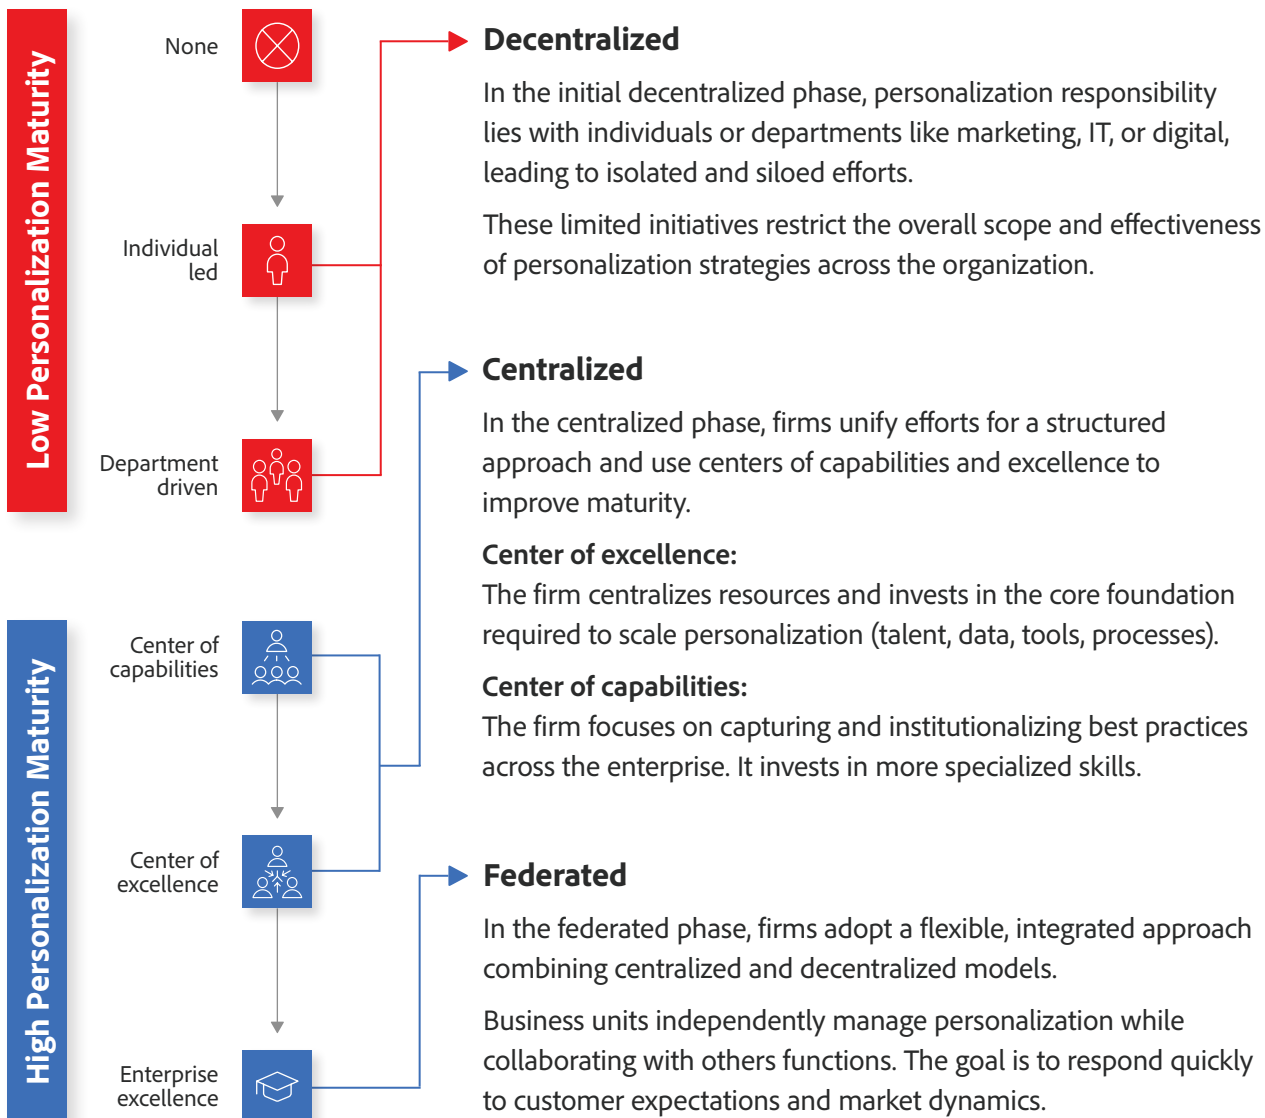 Low Personalization Maturity
None
Individual
led
Department
driven
High Personalization Maturity
Center of
capabilities
Center of
excellence
Enterprise
excellence
Decentralized
In the initial decentralized phase, personalization responsibility
lies with individuals or departments like marketing, IT, or digital,
leading to isolated and siloed efforts.
These limited initiatives restrict the overall scope and effectiveness
of personalization strategies across the organization.
Centralized
In the centralized phase, firms unify efforts for a structured
approach and use centers of capabilities and excellence to
improve maturity.
Center of excellence:
The firm centralizes resources and invests in the core foundation
required to scale personalization (talent, data, tools, processes).
Center of capabilities:
The firm focuses on capturing and institutionalizing best practices
across the enterprise. It invests in more specialized skills.
Federated
In the federated phase, firms adopt a flexible, integrated approach
combining centralized and decentralized models.
Business units independently manage personalization while
collaborating with others functions. The goal is to respond quickly
to customer expectations and market dynamics.